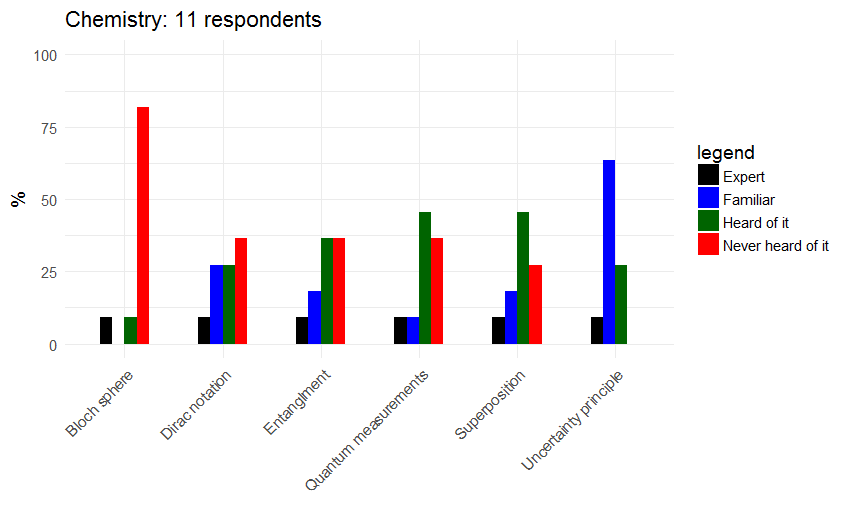 Chemistry: 11 respondents
100
75
50
25
0
%
Bloch sphere
Dirac notation
Entanglment
Quantum measurements
Superposition
Uncertainty principle
legend
Expert
Familiar
Heard of it
Never heard of it